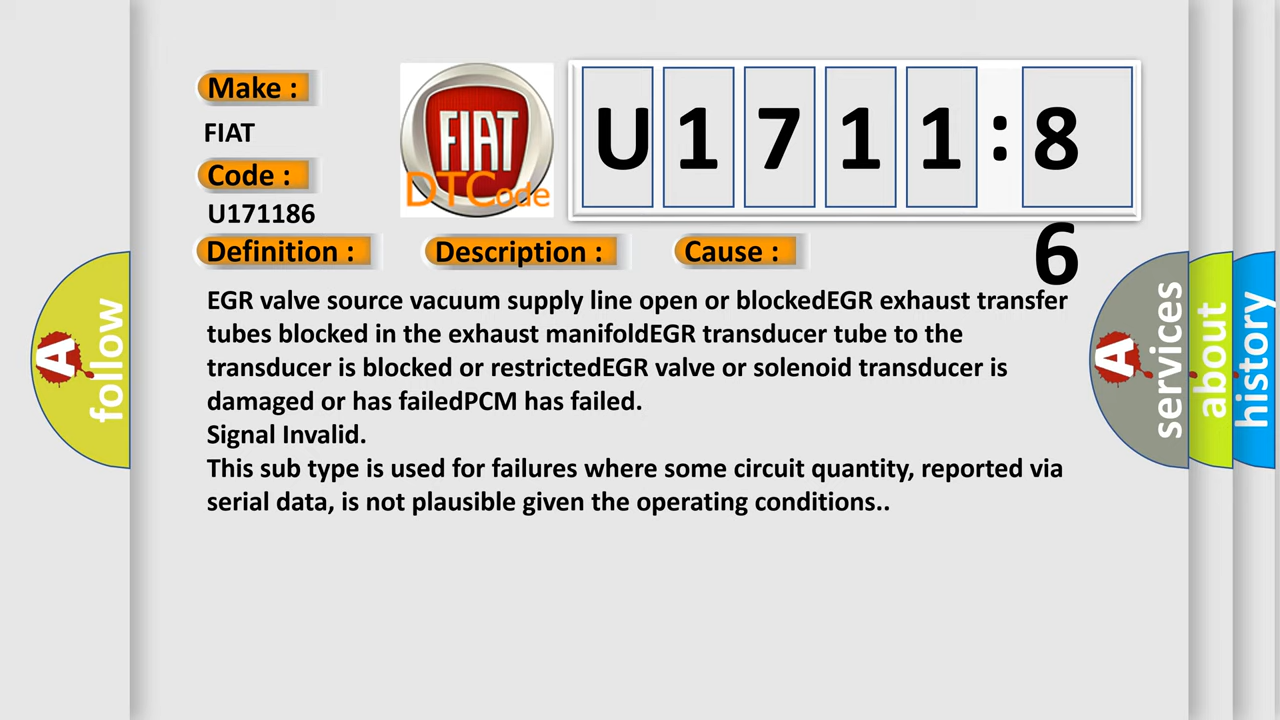 Make :
FIAT
Code :
U171186
FIAT
DTCode
U1711:8
6
Definition :
Description :
Cause :
EGR valve source vacuum supply line open or blockedEGR exhaust transfer
tubes blocked in the exhaust manifoldEGR transducer tube to the
transducer is blocked or restrictedEGR valve or solenoid transducer is
damaged or has failedPCM has failed.
Signal Invalid.
This sub type is used for failures where some circuit quantity, reported via
serial data, is not plausible given the operating conditions..
A follow
A services
about
history